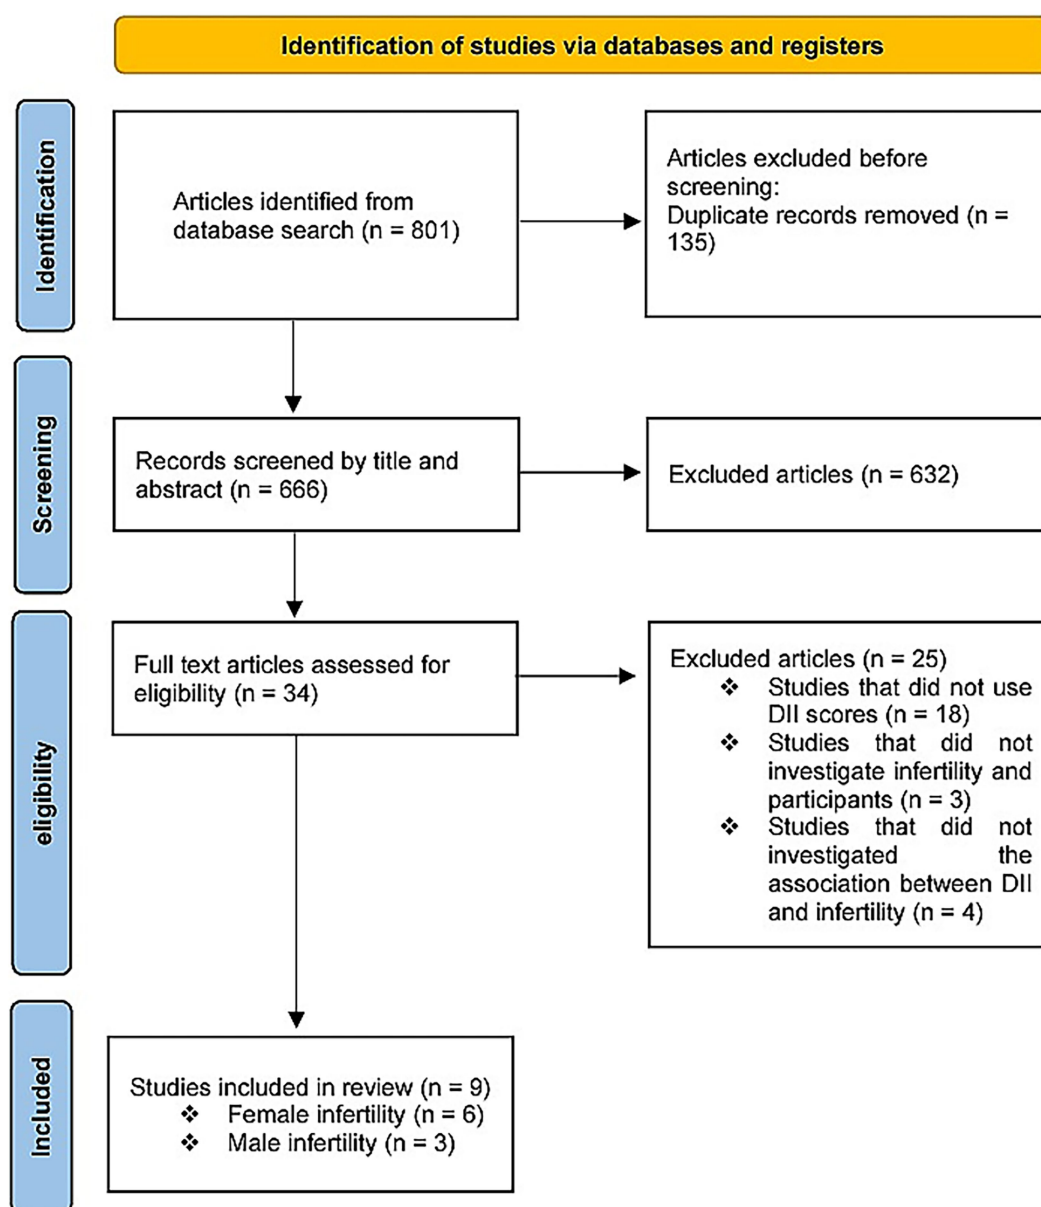 Identification of studies via databases and registers
Identification
Articles identified from
database search (n = 801)
Articles excluded before
screening:
Duplicate records removed (n =
135)
Screening
Records screened by title and
abstract (n = 666)
Excluded articles (n = 632)
eligibility
Full text articles assessed for
eligibility (n = 34)
Excluded articles (n = 25)
❖ Studies that did not use
DII scores (n = 18)
❖ Studies that did not
investigate infertility and
participants (n = 3)
❖ Studies that did not
investigated the
association between DII
and infertility (n = 4)
Included
Studies included in review (n = 9)
❖ Female infertility (n = 6)
❖ Male infertility (n = 3)